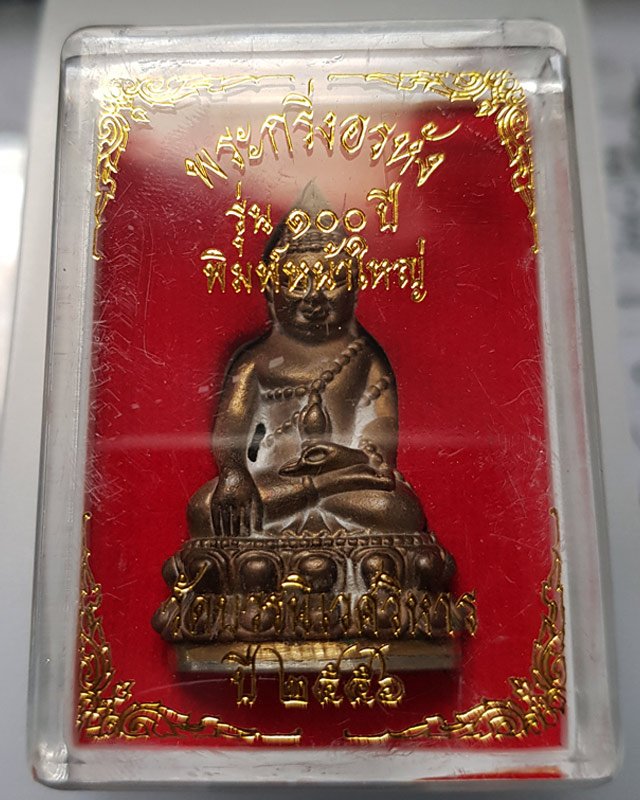 พระกริ่งอรหัง
รุ่น ๑๐๐ ปี
พิมพ์หน้าใหญ่
วัดบวรนิเวศวิหาร
ปี ๒๕๕๖